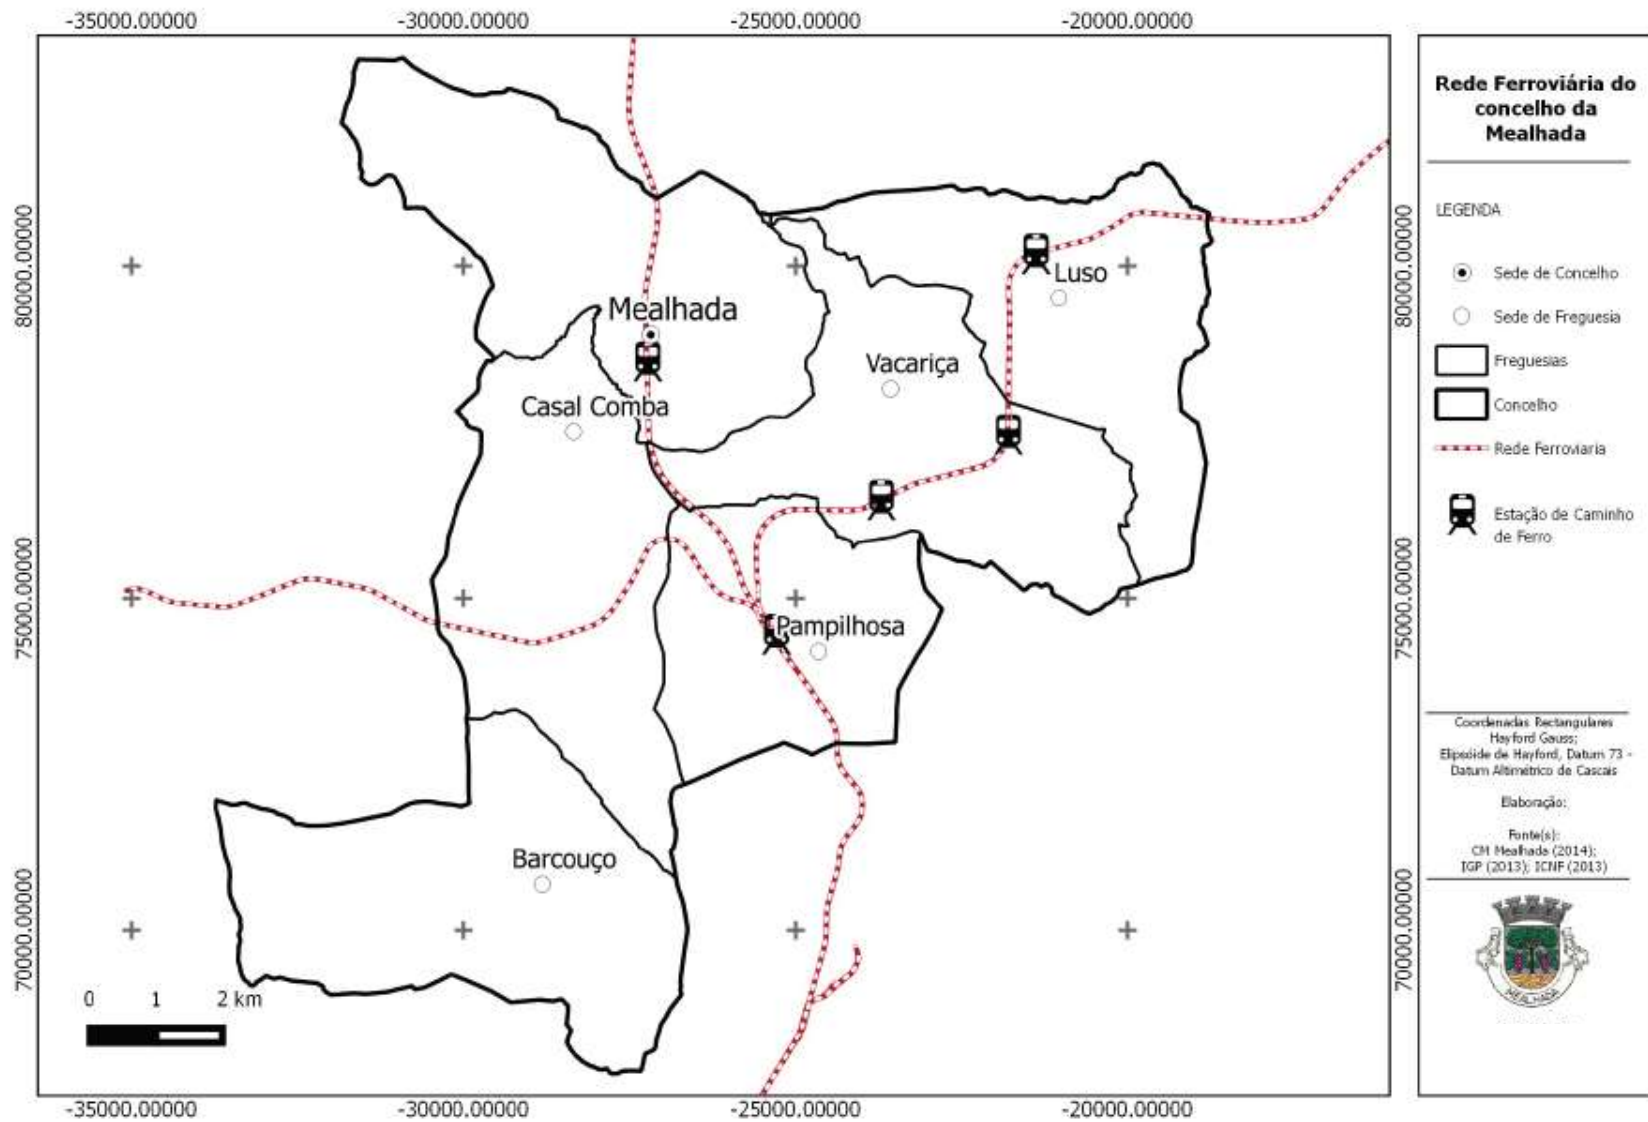 -35000.00000 -30000.00000 -25000.00000 -20000.00000
80000.00000
75000.00000
70000.00000
Luso
Mealhada
Vacariça
Casal Comba
Pampilhosa
Barcouço
0 1 2 km
80000.00000
75000.00000
70000.00000
-35000.00000 -30000.00000 -25000.00000 -20000.00000
Rede Ferroviária do
concelho da
Mealhada
LEGENDA
Sede de Concelho
Sede de Freguesia
Freguesias
Concelho
Rede Ferroviaria
Estação de Caminho
de Ferro
Coordenadas Rectangulares
Hayford Gauss;
Elipsóide de Hayford, Datum 73 -
Datum Altimétrico de Cascais
Elaboração:
Fonte(s):
CM Mealhada (2014);
IGP (2013); ICNF (2013)
MEALHADA